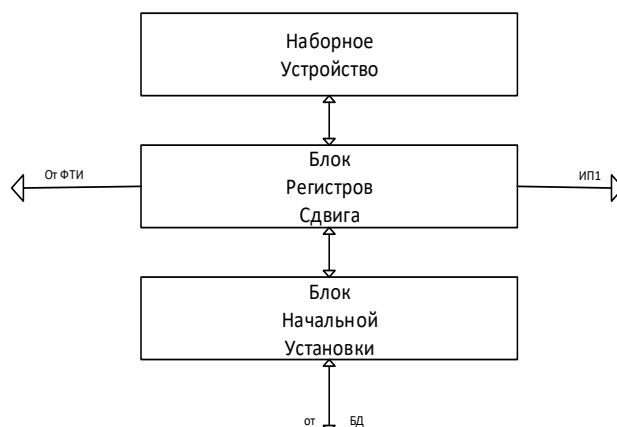 Наборное
Устройство
Блок
Регистров
Сдвига
От ФТИ
ИП1
Блок
Начальной
Установки
от БД